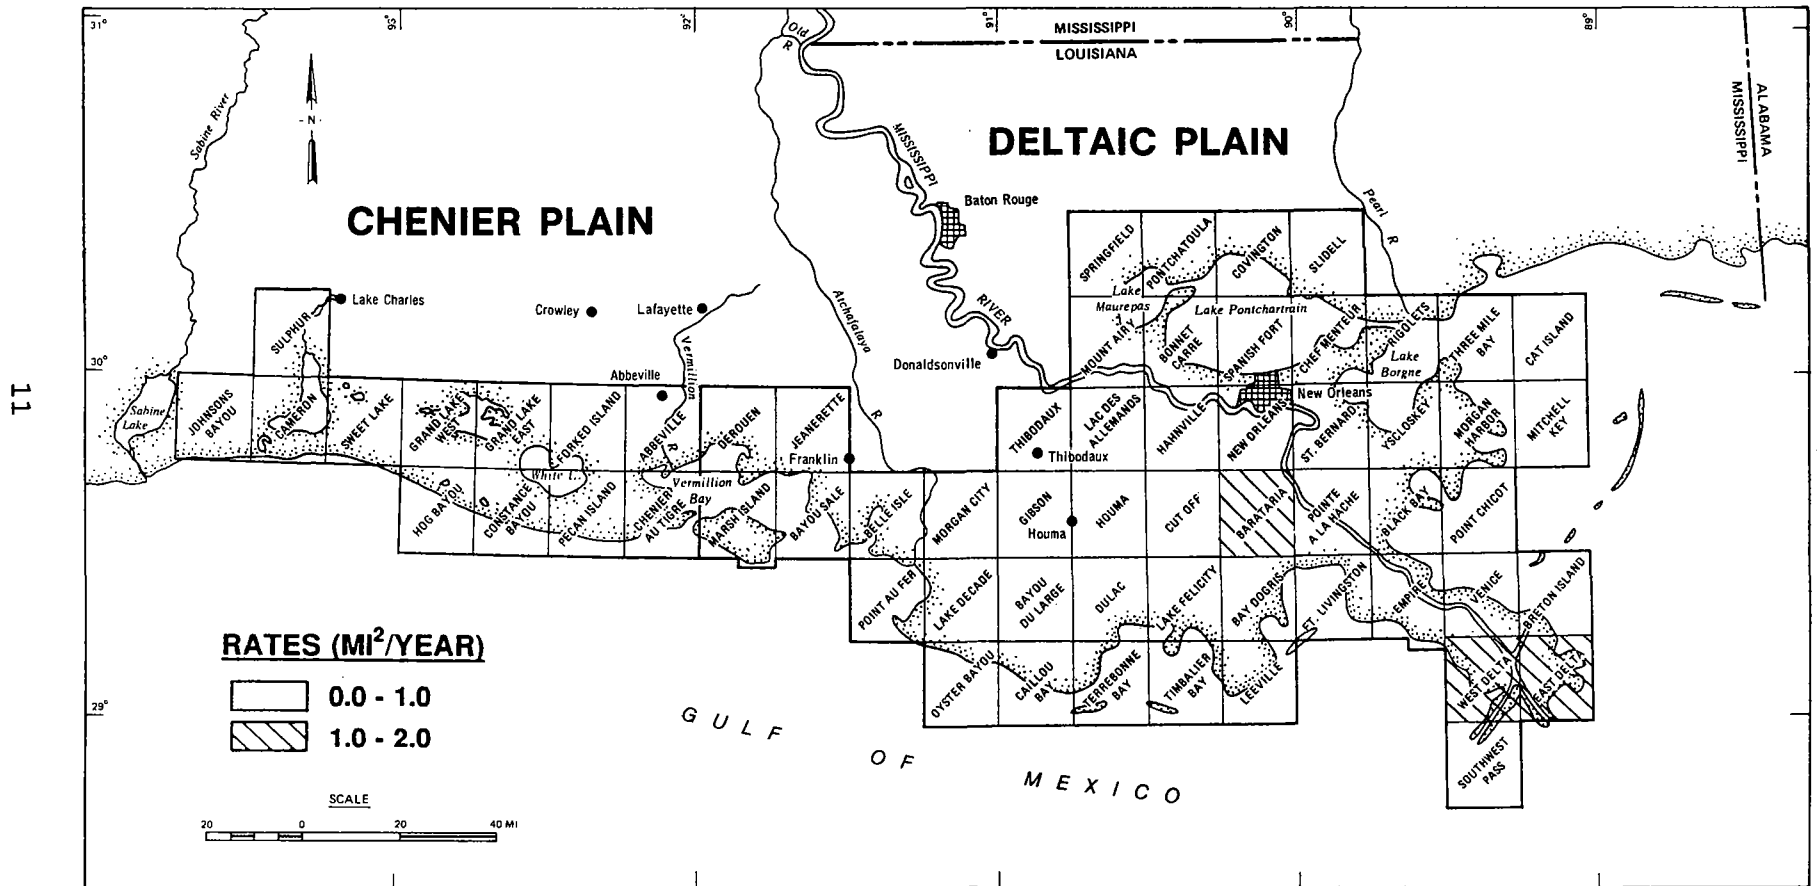 31°
93°
92°
91°
90°
89°
Old
R
MISSISSIPPI
LOUISIANA
ALABAMA
MISSISSIPPI
Sabine River
- N -
MISSISSIPPI
DELTAIC PLAIN
Baton Rouge
Pearl
R
CHENIER PLAIN
SPRINGFIELD
PONTCHATOULA
COVINGTON
SLIDELL
Lake Charles
Crowley
Lafayette
Atchafalaya
R
RIVER
Lake
Maurepas
Lake Pontchartrain
SULPHUR
Vermillion
R
Donaldsonville
MOUNT AIRY
BONNET
CARRE
SPANISH FORT
CHEF MENTEUR
RIGOLETS
THREE MILE
BAY
CAT ISLAND
Lake
Borgne
30°
11
Abbeville
New Orleans
Sabine
Lake
JOHNSONS
BAYOU
CAMERON
SWEET LAKE
GRAND LAKE
WEST
GRAND LAKE
EAST
FORKED ISLAND
ABBEVILLE
DEROUEN
JEANERETTE
Franklin
THIBODAUX
Thibodaux
LAC DES
ALLEMANDS
HAHNVILLE
NEW ORLEANS
ST. BERNARD
YSCLOSKEY
MORGAN
HARBOR
MITCHELL
KEY
White L.
Vermillion
Bay
HOG BAYOU
CONSTANCE
BAYOU
PECAN ISLAND
CHENIER
AU TIGRE
MARSH ISLAND
BAYOU SALE
BELLE ISLE
MORGAN CITY
GIBSON
Houma
HOUMA
CUT OFF
BARATARIA
POINTE
A LA HACHE
BLACK BAY
POINT CHICOT
POINT AU FER
LAKE DECADE
BAYOU
DU LARGE
DULAC
LAKE FELICITY
BAY DOGRIS
FT. LIVINGSTON
EMPIRE
VENICE
BRETON ISLAND
OYSTER BAYOU
CAILLOU
BAY
TERREBONNE
BAY
TIMBALIER
BAY
LEEVILLE
WEST DELTA
EAST DELTA
SOUTHWEST
PASS
RATES (MI²/YEAR)
0.0 - 1.0
1.0 - 2.0
29°
GULF
OF
MEXICO
SCALE
20 0 20 40 MI